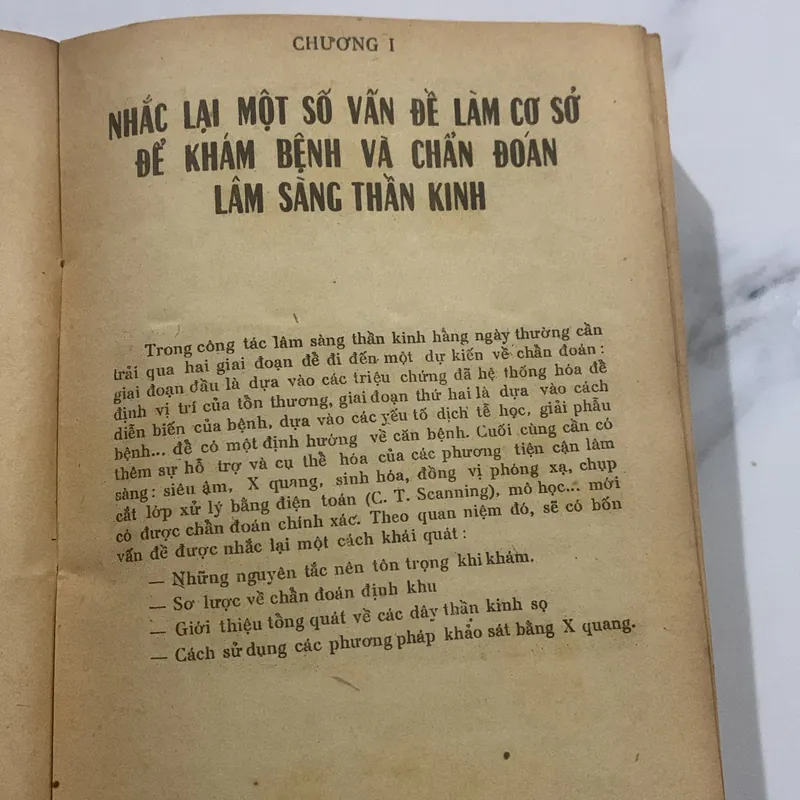 CHƯƠNG I
NHẮC LẠI MỘT SỐ VẤN ĐỀ LÀM CƠ SỞ
ĐỂ KHÁM BỆNH VÀ CHẨN ĐOÁN
LÂM SÀNG THẦN KINH
Trong công tác lâm sàng thần kinh hằng ngày thường cần
trải qua hai giai đoạn để đi đến một dự kiến về chẩn đoán :
giai đoạn đầu là dựa vào các triệu chứng đã hệ thống hóa để
định vị trí của tổn thương, giai đoạn thứ hai là dựa vào cách
diễn biến của bệnh, dựa vào các yếu tố dịch tễ học, giải phẫu
bệnh... để có một định hướng về căn bệnh. Cuối cùng cần có
thêm sự hỗ trợ và cụ thể hóa của các phương tiện cận lâm
sàng : siêu âm, X quang, sinh hóa, đồng vị phóng xạ, chụp
cắt lớp xử lý bằng điện toán (C. T. Scanning), mô học... mới
có được chẩn đoán chính xác. Theo quan niệm đó, sẽ có bốn
vấn đề được nhắc lại một cách khái quát :
— Những nguyên tắc nên tôn trọng khi khám.
— Sơ lược về chẩn đoán định khu
— Giới thiệu tổng quát về các dây thần kinh sọ
— Cách sử dụng các phương pháp khảo sát bằng X quang.